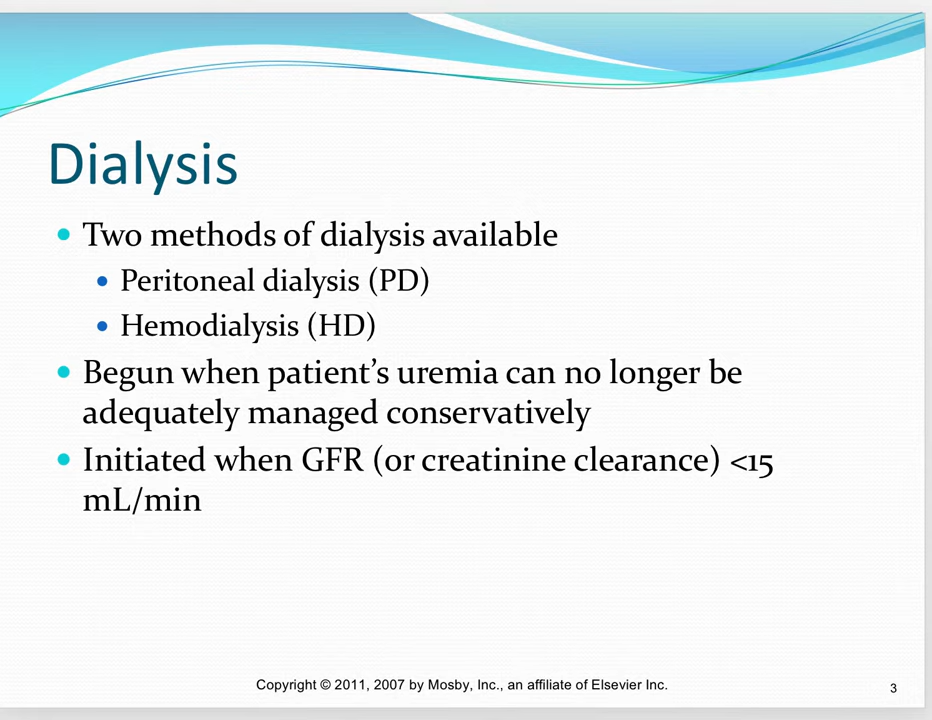 Dialysis
Two methods of dialysis available
Peritoneal dialysis (PD)
Hemodialysis (HD)
Begun when patient’s uremia can no longer be
adequately managed conservatively
Initiated when GFR (or creatinine clearance) <15
mL/min
Copyright © 2011, 2007 by Mosby, Inc., an affiliate of Elsevier Inc.
3